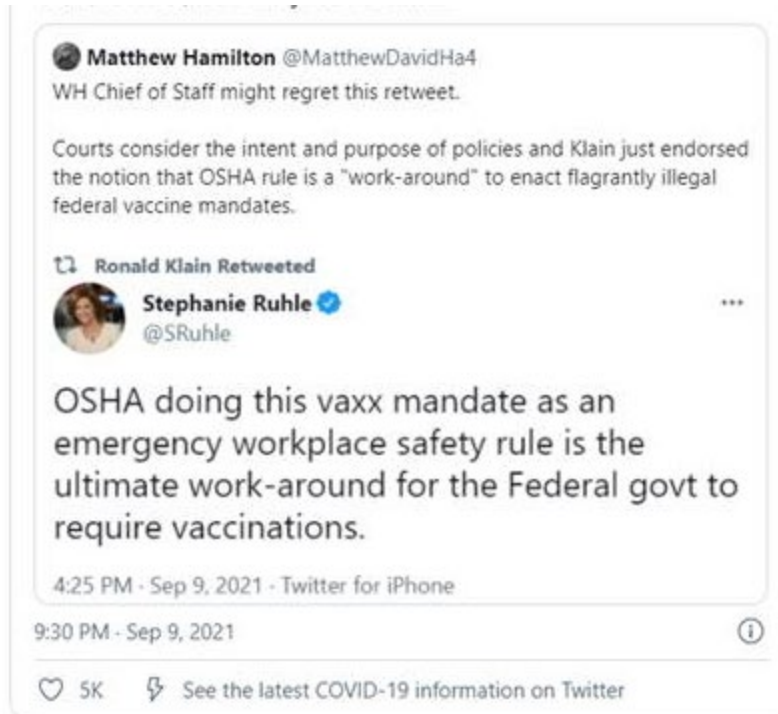 Matthew Hamilton @MatthewDavidHa4
WH Chief of Staff might regret this retweet.
Courts consider the intent and purpose of policies and Klain just endorsed
the notion that OSHA rule is a "work-around" to enact flagrantly illegal
federal vaccine mandates.
Ronald Klain Retweeted
Stephanie Ruhle
@SRuhle
OSHA doing this vaxx mandate as an
emergency workplace safety rule is the
ultimate work-around for the Federal govt to
require vaccinations.
4:25 PM · Sep 9, 2021 · Twitter for iPhone
9:30 PM · Sep 9, 2021
5K See the latest COVID-19 information on Twitter